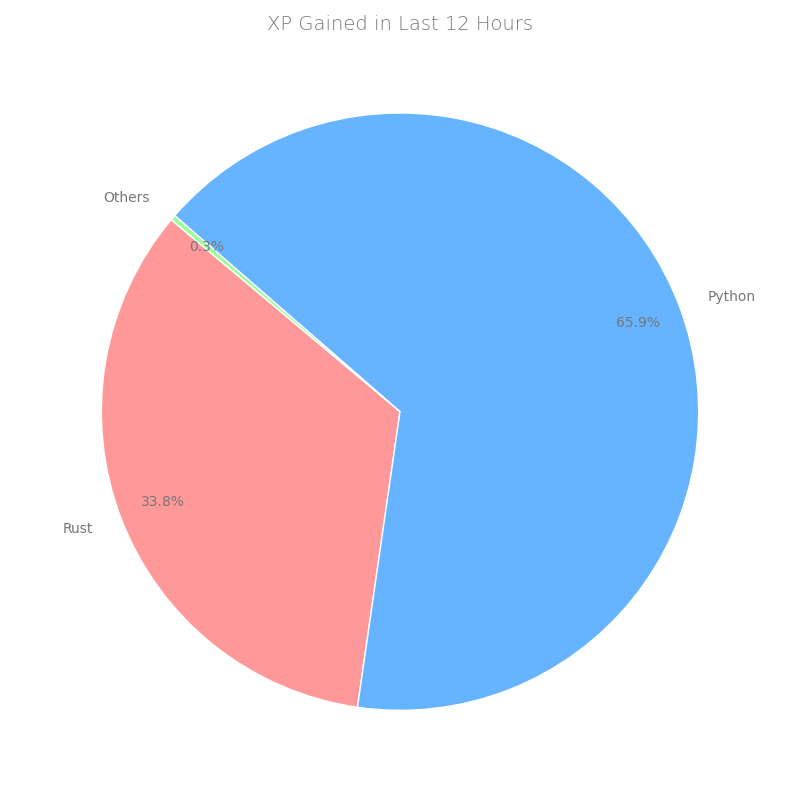 XP Gained in Last 12 Hours
Others
0.3%
Python
65.9%
33.8%
Rust